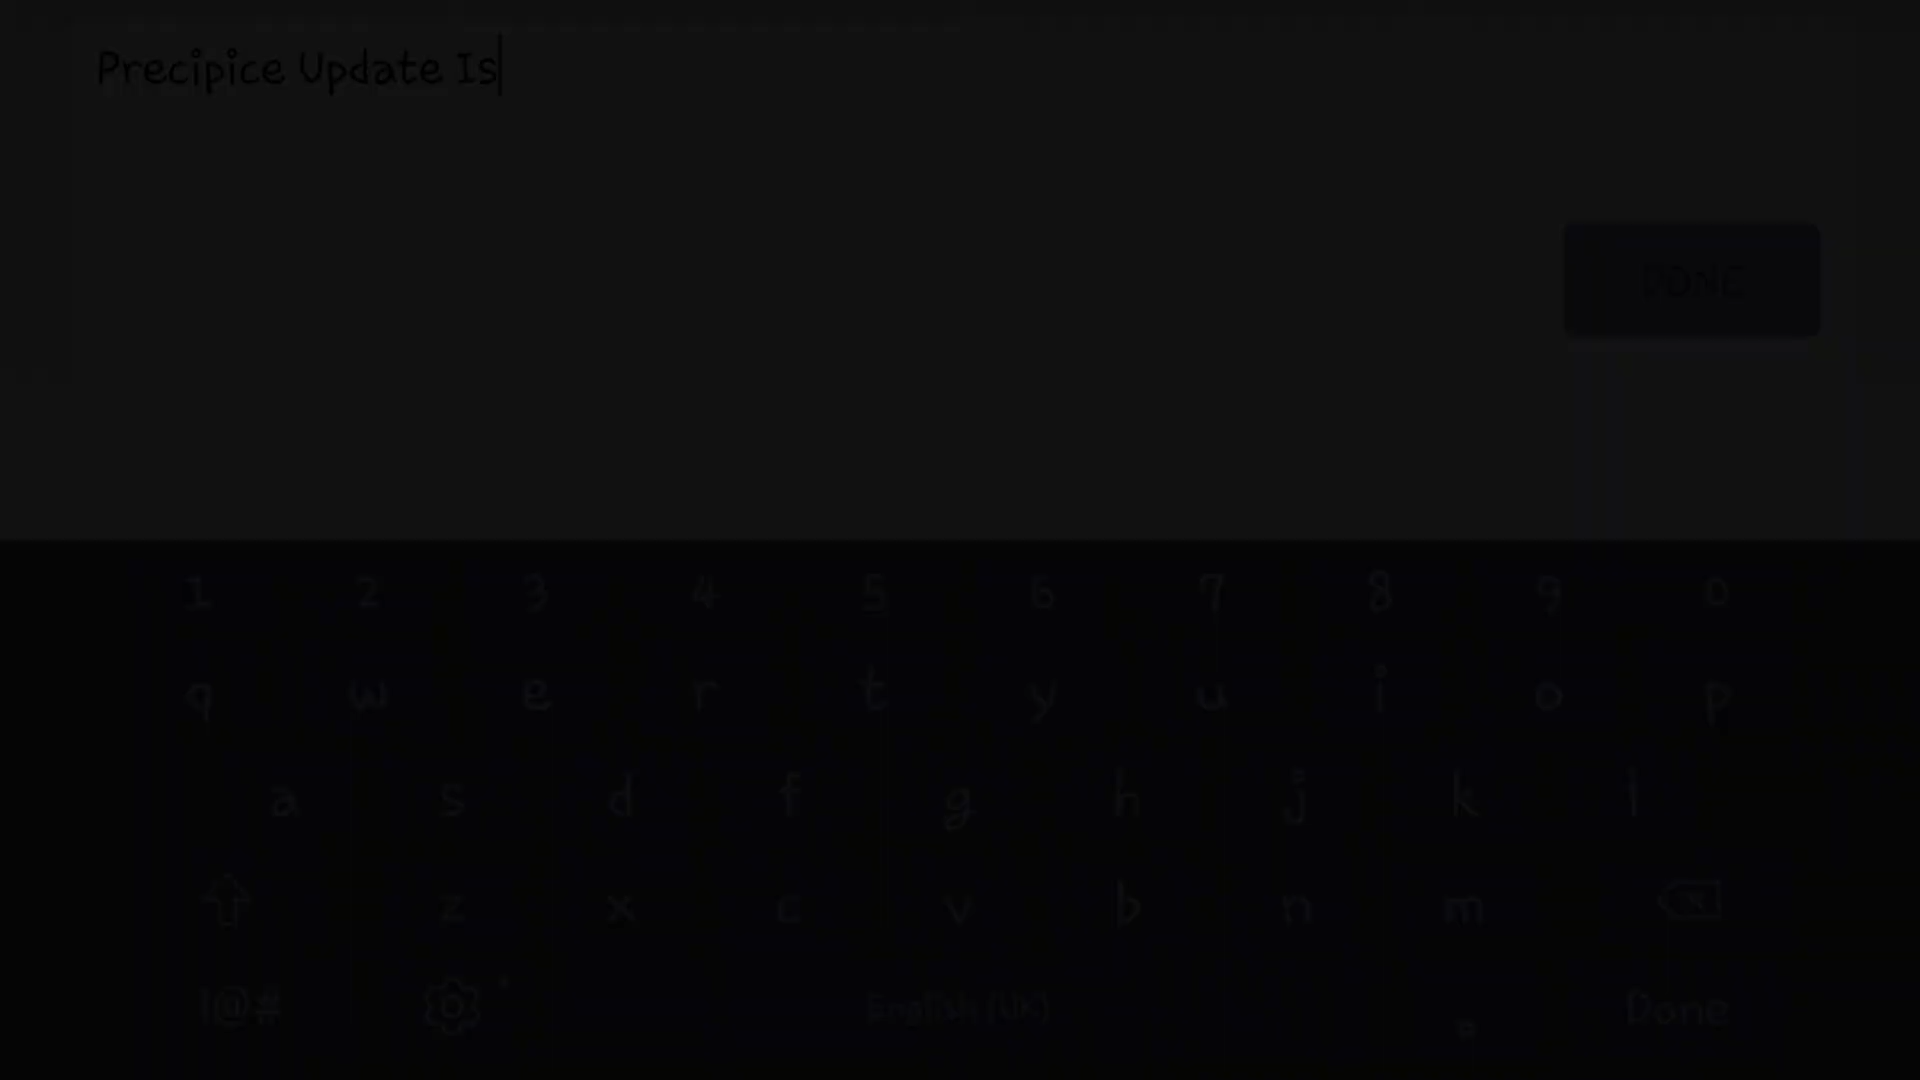 Precipice Update Is
DONE
1 2 3 4 5 6 7 8 9 0
q w e r t y u i o p
a s d f g h j k l
z x c v b n m
!@# English (UK) . Done